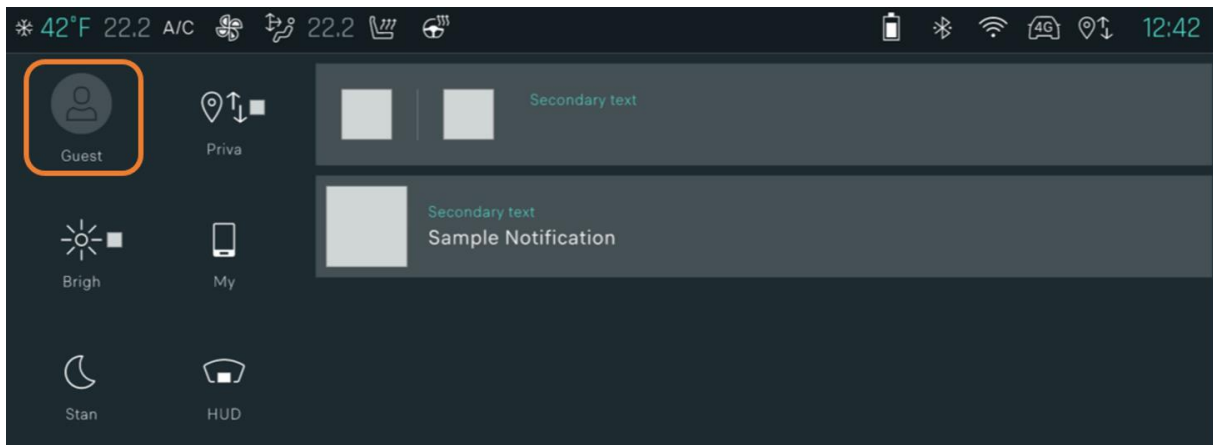 42°F 22.2 A/C 22.2 4G 12:42
Guest
Priva
Secondary text
Brigh
My
Secondary text
Sample Notification
Stan
HUD